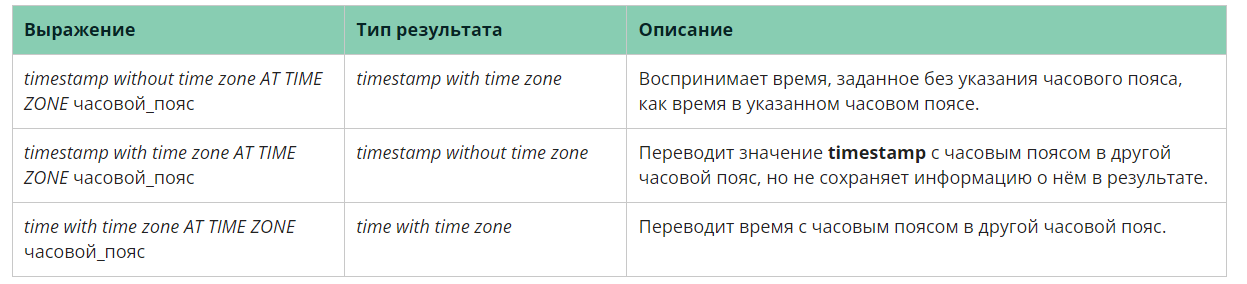 Выражение
Тип результата
Описание
timestamp without time zone AT TIME
ZONE часовой_пояс
timestamp with time zone
Воспринимает время, заданное без указания часового пояса,
как время в указанном часовом поясе.
timestamp with time zone AT TIME
ZONE часовой_пояс
timestamp without time zone
Переводит значение timestamp с часовым поясом в другой
часовой пояс, но не сохраняет информацию о нём в результате.
time with time zone AT TIME ZONE
часовой_пояс
time with time zone
Переводит время с часовым поясом в другой часовой пояс.